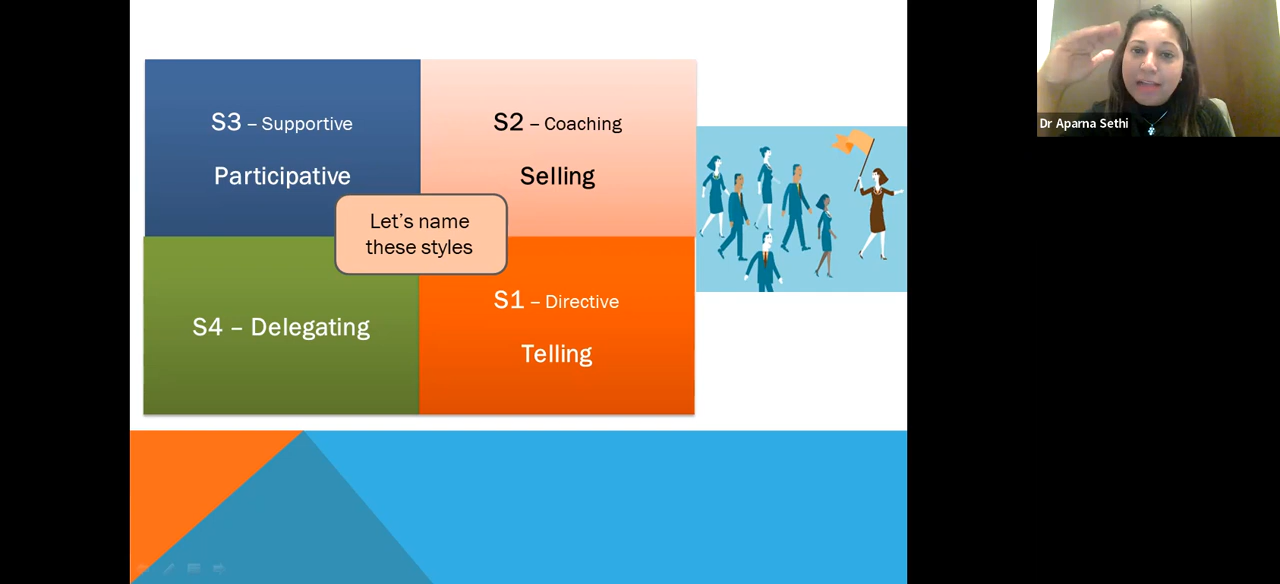 S3 – Supportive
Participative
S2 – Coaching
Selling
Let’s name
these styles
S4 – Delegating
S1 – Directive
Telling
Dr Aparna Sethi